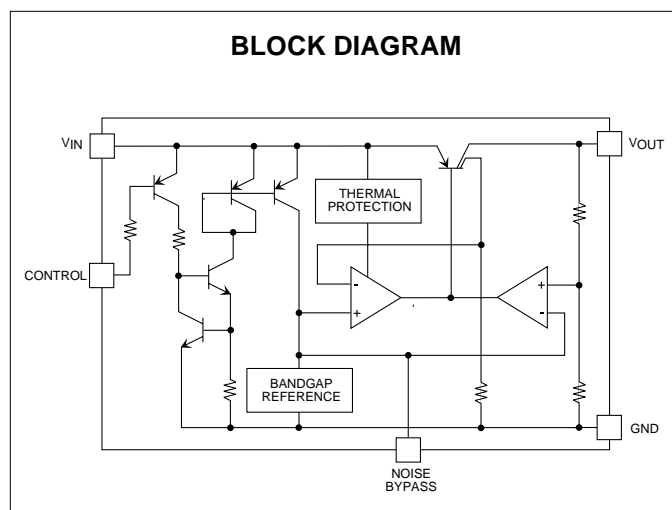 BLOCK DIAGRAM
VIN
VOUT
THERMAL
PROTECTION
CONTROL
-
+
+
-
BANDGAP
REFERENCE
GND
NOISE
BYPASS